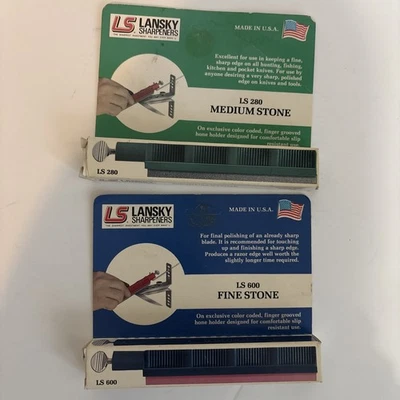 LS LANSKY
SHARPENERS
MADE IN U.S.A.
Excellent for use in keeping a fine,
sharp edge on all hunting, fishing,
kitchen and pocket knives. For use by
anyone desiring a very sharp, polished
edge on knives and tools.
LS 280
MEDIUM STONE
On exclusive color coded, finger grooved
hone holder designed for comfortable slip
resistant use.
LS 280
LS LANSKY
SHARPENERS
MADE IN U.S.A.
For final polishing of an already sharp
blade. It is recommended for touching
up and finishing a sharp edge.
Produces a razor edge well worth the
slightly longer time required.
LS 600
FINE STONE
On exclusive color coded, finger grooved
hone holder designed for comfortable slip
resistant use.
LS 600